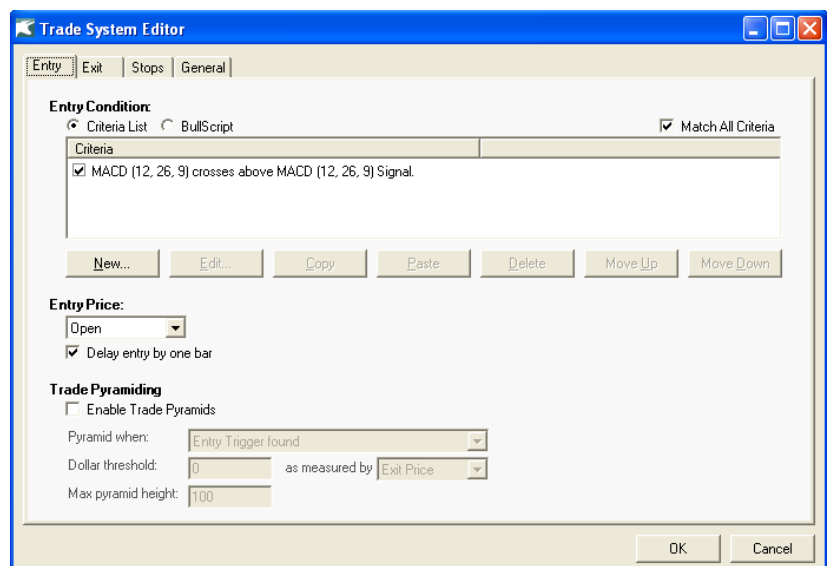 Trade System Editor
Entry Exit Stops General
Entry Condition:
Criteria List BullScript Match All Criteria
Criteria
MACD (12, 26, 9) crosses above MACD (12, 26, 9) Signal.
New... Edit... Copy Paste Delete Move Up Move Down
Entry Price:
Open
Delay entry by one bar
Trade Pyramiding
Enable Trade Pyramids
Pyramid when: Entry Trigger found
Dollar threshold: 0 as measured by Exit Price
Max pyramid height: 100
OK Cancel